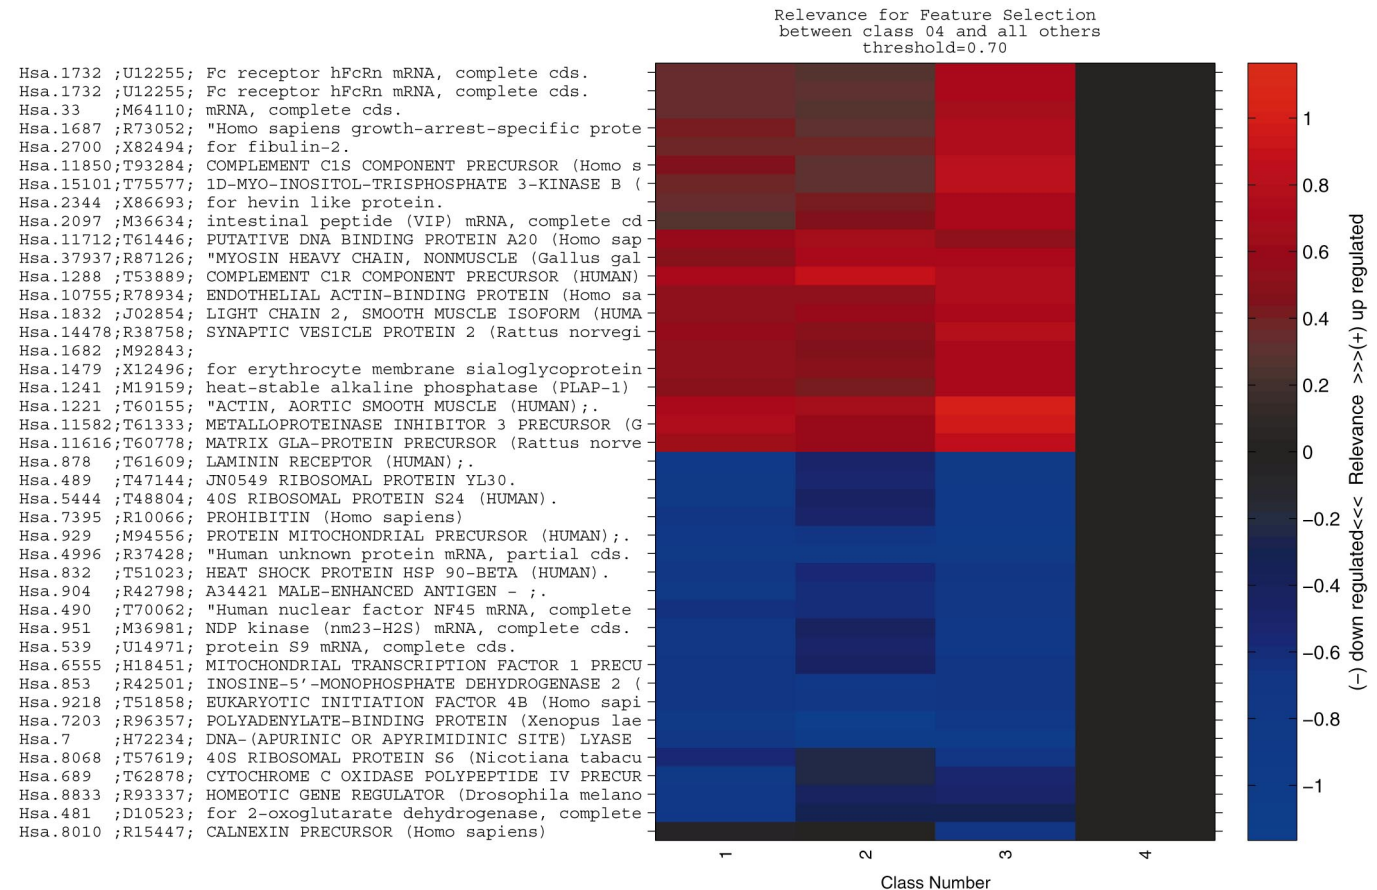 Relevance for Feature Selection
between class 04 and all others
threshold=0.70
Hsa.1732 ;U12255; Fc receptor hFcRn mRNA, complete cds.
Hsa.1732 ;U12255; Fc receptor hFcRn mRNA, complete cds.
Hsa.33 ;M64110; mRNA, complete cds.
Hsa.1687 ;R73052; "Homo sapiens growth-arrest-specific prote
Hsa.2700 ;X82494; for fibulin-2.
Hsa.11850;T93284; COMPLEMENT C1S COMPONENT PRECURSOR (Homo s
Hsa.15101;T75577; 1D-MYO-INOSITOL-TRISPHOSPHATE 3-KINASE B (
Hsa.2344 ;X86693; for hevin like protein.
Hsa.2097 ;M36634; intestinal peptide (VIP) mRNA, complete cd
Hsa.11712;T61446; PUTATIVE DNA BINDING PROTEIN A20 (Homo sap
Hsa.37937;R87126; "MYOSIN HEAVY CHAIN, NONMUSCLE (Gallus gal
Hsa.1288 ;T53889; COMPLEMENT C1R COMPONENT PRECURSOR (HUMAN)
Hsa.10755;R78934; ENDOTHELIAL ACTIN-BINDING PROTEIN (Homo sa
Hsa.1832 ;J02854; LIGHT CHAIN 2, SMOOTH MUSCLE ISOFORM (HUMA
Hsa.14478;R38758; SYNAPTIC VESICLE PROTEIN 2 (Rattus norvegi
Hsa.1682 ;M92843;
Hsa.1479 ;X12496; for erythrocyte membrane sialoglycoprotein
Hsa.1241 ;M19159; heat-stable alkaline phosphatase (PLAP-1)
Hsa.1221 ;T60155; "ACTIN, AORTIC SMOOTH MUSCLE (HUMAN);.
Hsa.11582;T61333; METALLOPROTEINASE INHIBITOR 3 PRECURSOR (G
Hsa.11616;T60778; MATRIX GLA-PROTEIN PRECURSOR (Rattus norve
Hsa.878 ;T61609; LAMININ RECEPTOR (HUMAN);.
Hsa.489 ;T47144; JN0549 RIBOSOMAL PROTEIN YL30.
Hsa.5444 ;T48804; 40S RIBOSOMAL PROTEIN S24 (HUMAN).
Hsa.7395 ;R10066; PROHIBITIN (Homo sapiens)
Hsa.929 ;M94556; PROTEIN MITOCHONDRIAL PRECURSOR (HUMAN);.
Hsa.4996 ;R37428; "Human unknown protein mRNA, partial cds.
Hsa.832 ;T51023; HEAT SHOCK PROTEIN HSP 90-BETA (HUMAN).
Hsa.904 ;R42798; A34421 MALE-ENHANCED ANTIGEN - ;.
Hsa.490 ;T70062; "Human nuclear factor NF45 mRNA, complete
Hsa.951 ;M36981; NDP kinase (nm23-H2S) mRNA, complete cds.
Hsa.539 ;U14971; protein S9 mRNA, complete cds.
Hsa.6555 ;H18451; MITOCHONDRIAL TRANSCRIPTION FACTOR 1 PRECU
Hsa.853 ;R42501; INOSINE-5'-MONOPHOSPHATE DEHYDROGENASE 2 (
Hsa.9218 ;T51858; EUKARYOTIC INITIATION FACTOR 4B (Homo sapi
Hsa.7203 ;R96357; POLYADENYLATE-BINDING PROTEIN (Xenopus lae
Hsa.7 ;H72234; DNA-(APURINIC OR APYRIMIDINIC SITE) LYASE
Hsa.8068 ;T57619; 40S RIBOSOMAL PROTEIN S6 (Nicotiana tabacu
Hsa.689 ;T62878; CYTOCHROME C OXIDASE POLYPEPTIDE IV PRECUR
Hsa.8833 ;R93337; HOMEOTIC GENE REGULATOR (Drosophila melano
Hsa.481 ;D10523; for 2-oxoglutarate dehydrogenase, complete
Hsa.8010 ;R15447; CALNEXIN PRECURSOR (Homo sapiens)
1 2 3 4
Class Number
1
0.8
0.6
0.4
0.2
0
−0.2
−0.4
−0.6
−0.8
−1
(−) down regulated<<< Relevance >>>(+) up regulated